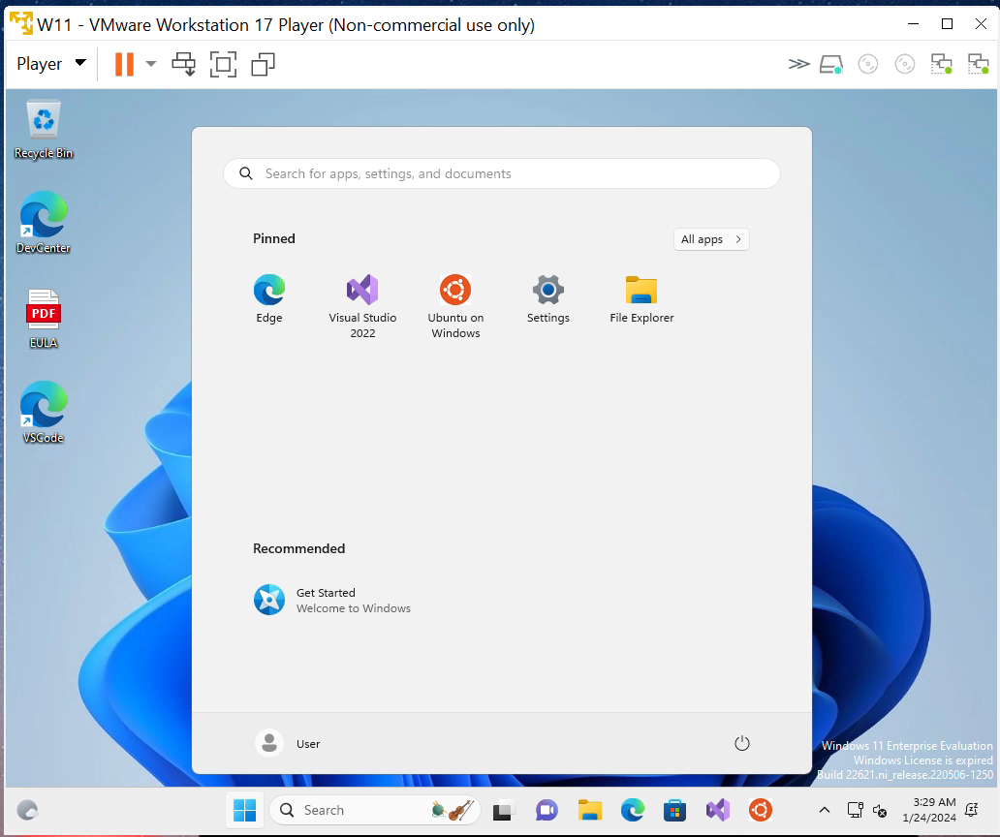 W11 - VMware Workstation 17 Player (Non-commercial use only)
Player
Recycle Bin
DevCenter
PDF
EULA
VSCode
Search for apps, settings, and documents
Pinned
All apps
Edge
Visual Studio
2022
Ubuntu on
Windows
Settings
File Explorer
Recommended
Get Started
Welcome to Windows
User
Windows 11 Enterprise Evaluation
Windows License is expired
Build 22621.ni_release.220506-1250
Search
3:29 AM
1/24/2024